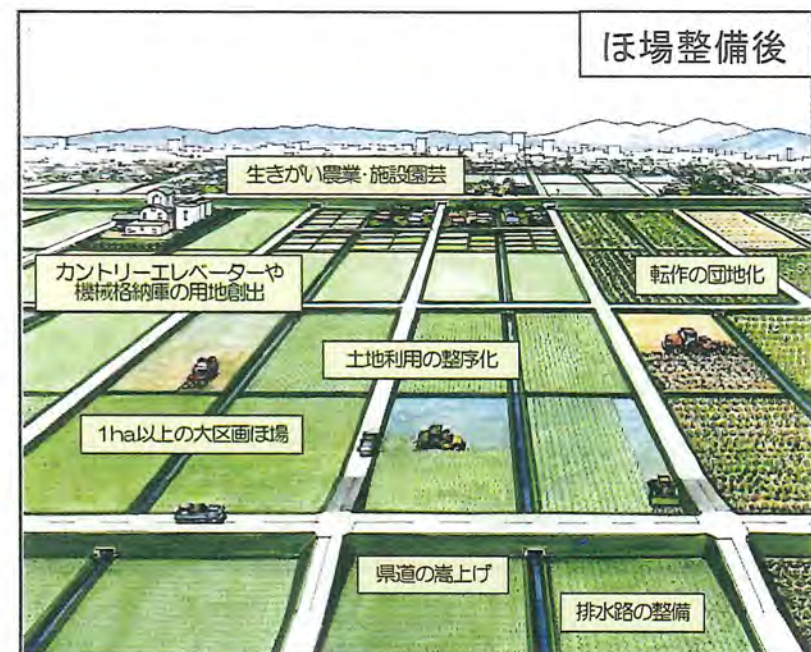 ほ場整備後
生きがい農業・施設園芸
カントリーエレベーターや
機械格納庫の用地創出
転作の団地化
土地利用の整序化
1ha以上の大区画ほ場
県道の嵩上げ
排水路の整備